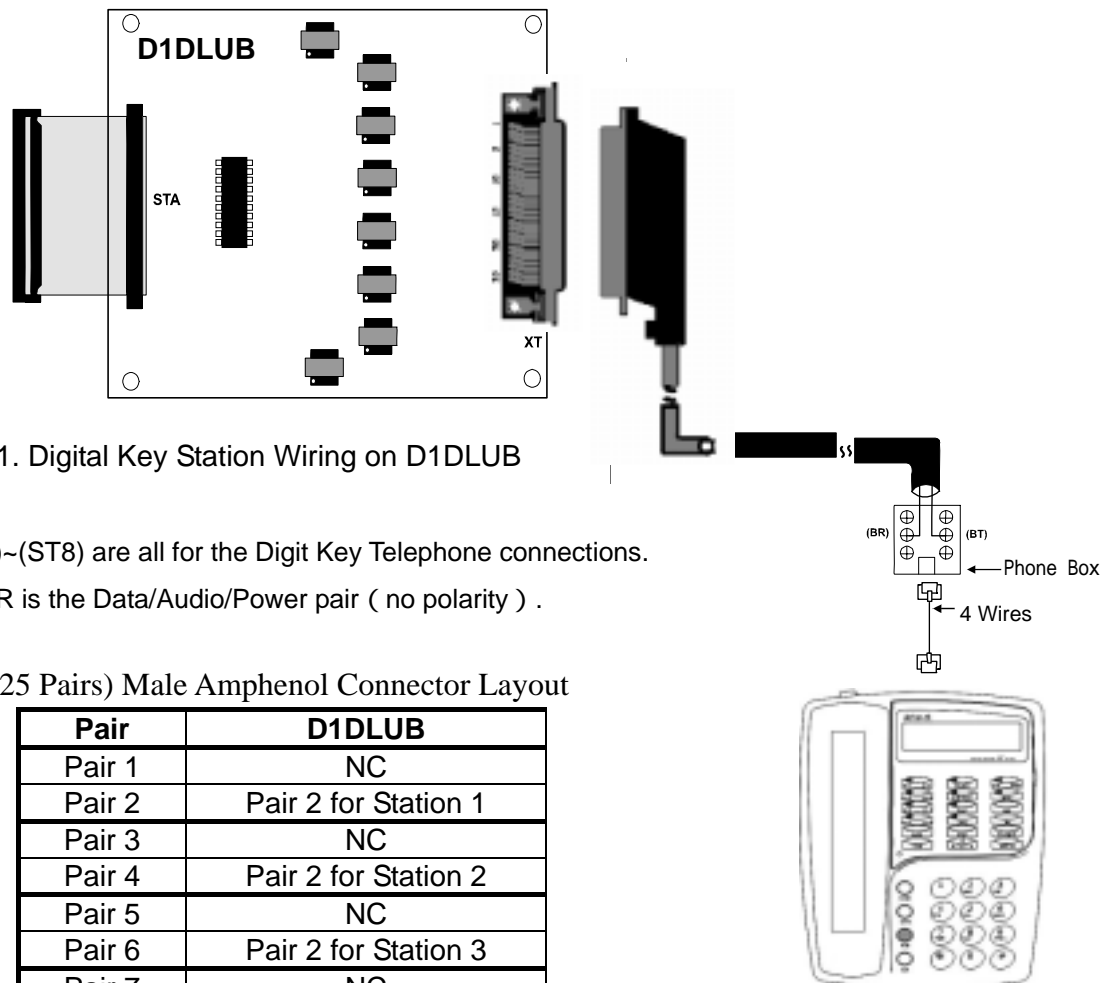 D1DLUB
STA
XT
1. Digital Key Station Wiring on D1DLUB
~(ST8) are all for the Digit Key Telephone connections.
R is the Data/Audio/Power pair ( no polarity ) .
(BR)
(BT)
Phone Box
4 Wires
25 Pairs) Male Amphenol Connector Layout
Pair D1DLUB
Pair 1 NC
Pair 2 Pair 2 for Station 1
Pair 3 NC
Pair 4 Pair 2 for Station 2
Pair 5 NC
Pair 6 Pair 2 for Station 3
Pair 7 NC